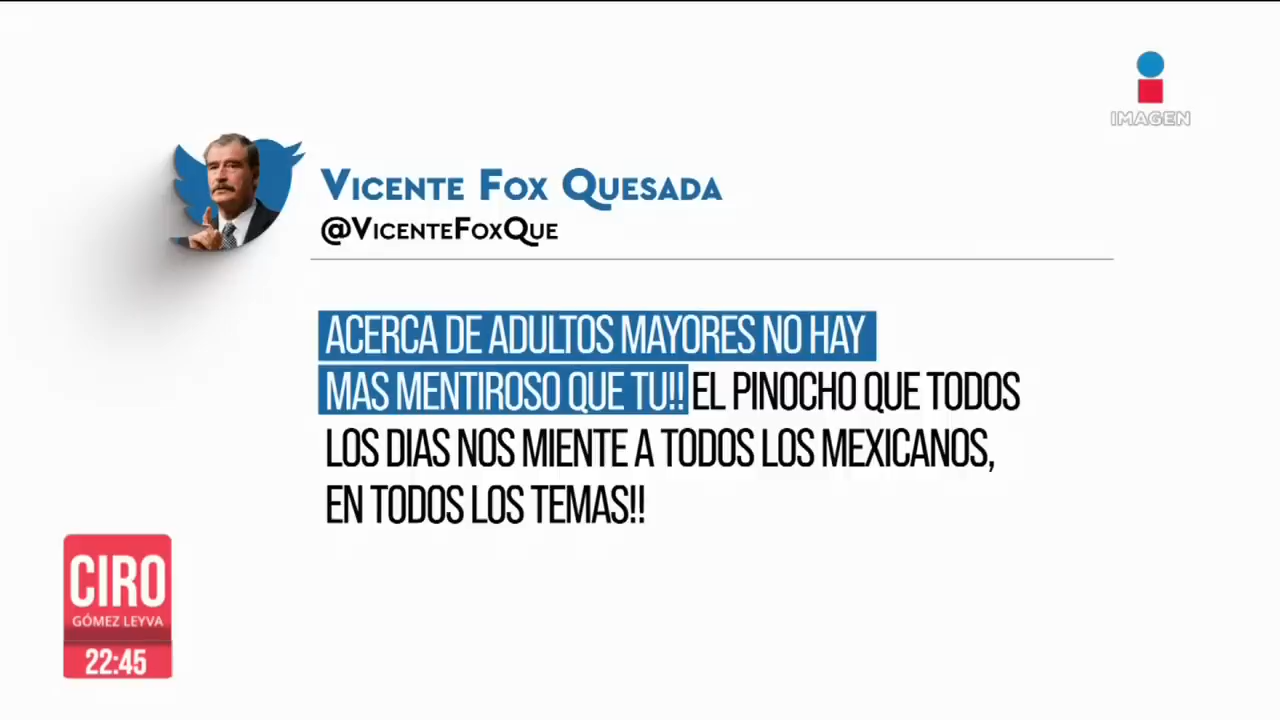 IMAGEN
VICENTE FOX QUESADA
@VICENTEFOXQUE
ACERCA DE ADULTOS MAYORES NO HAY
MAS MENTIROSO QUE TU!! EL PINOCHO QUE TODOS
LOS DIAS NOS MIENTE A TODOS LOS MEXICANOS,
EN TODOS LOS TEMAS!!
CIRO
GÓMEZ LEYVA
22:45